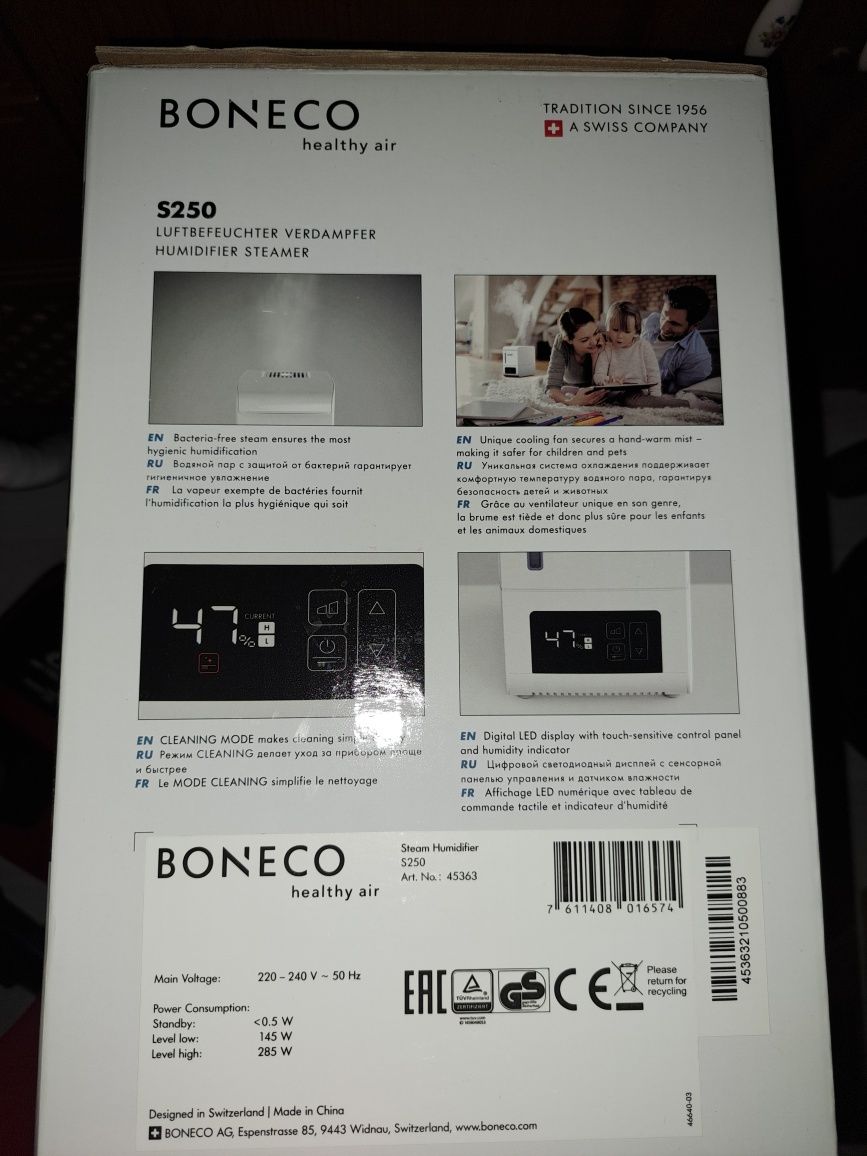 BONECO
healthy air
TRADITION SINCE 1956
A SWISS COMPANY
S250
LUFTBEFEUCHTER VERDAMPFER
HUMIDIFIER STEAMER
EN Bacteria-free steam ensures the most
hygienic humidification
RU Водяной пар с защитой от бактерий гарантирует
гигиеничное увлажнение
FR La vapeur exempte de bactéries fournit
l'humidification la plus hygiénique qui soit
EN Unique cooling fan secures a hand-warm mist –
making it safer for children and pets
RU Уникальная система охлаждения поддерживает
комфортную температуру водяного пара, гарантируя
безопасность детей и животных
FR Grâce au ventilateur unique en son genre,
la brume est tiède et donc plus sûre pour les enfants
et les animaux domestiques
47 %
CURRENT
H
L
47 %
EN CLEANING MODE makes cleaning
RU Режим CLEANING делает уход за прибором проще
и быстрее
FR Le MODE CLEANING simplifie le nettoyage
EN Digital LED display with touch-sensitive control panel
and humidity indicator
RU Цифровой светодиодный дисплей с сенсорной
панелью управления и датчиком влажности
FR Affichage LED numérique avec tableau de
commande tactile et indicateur d'humidité
BONECO
healthy air
Steam Humidifier
S250
Art. No.: 45363
7 611408 016574
45363210500883
Main Voltage: 220 – 240 V ~ 50 Hz
Power Consumption:
Standby: <0.5 W
Level low: 145 W
Level high: 285 W
EAC
TÜVRheinland
ZERTIFIZIERT
www.tuv.com
GS
geprüfte
Sicherheit
CE
Please
return for
recycling
Designed in Switzerland | Made in China
BONECO AG, Espenstrasse 85, 9443 Widnau, Switzerland, www.boneco.com
46640-03